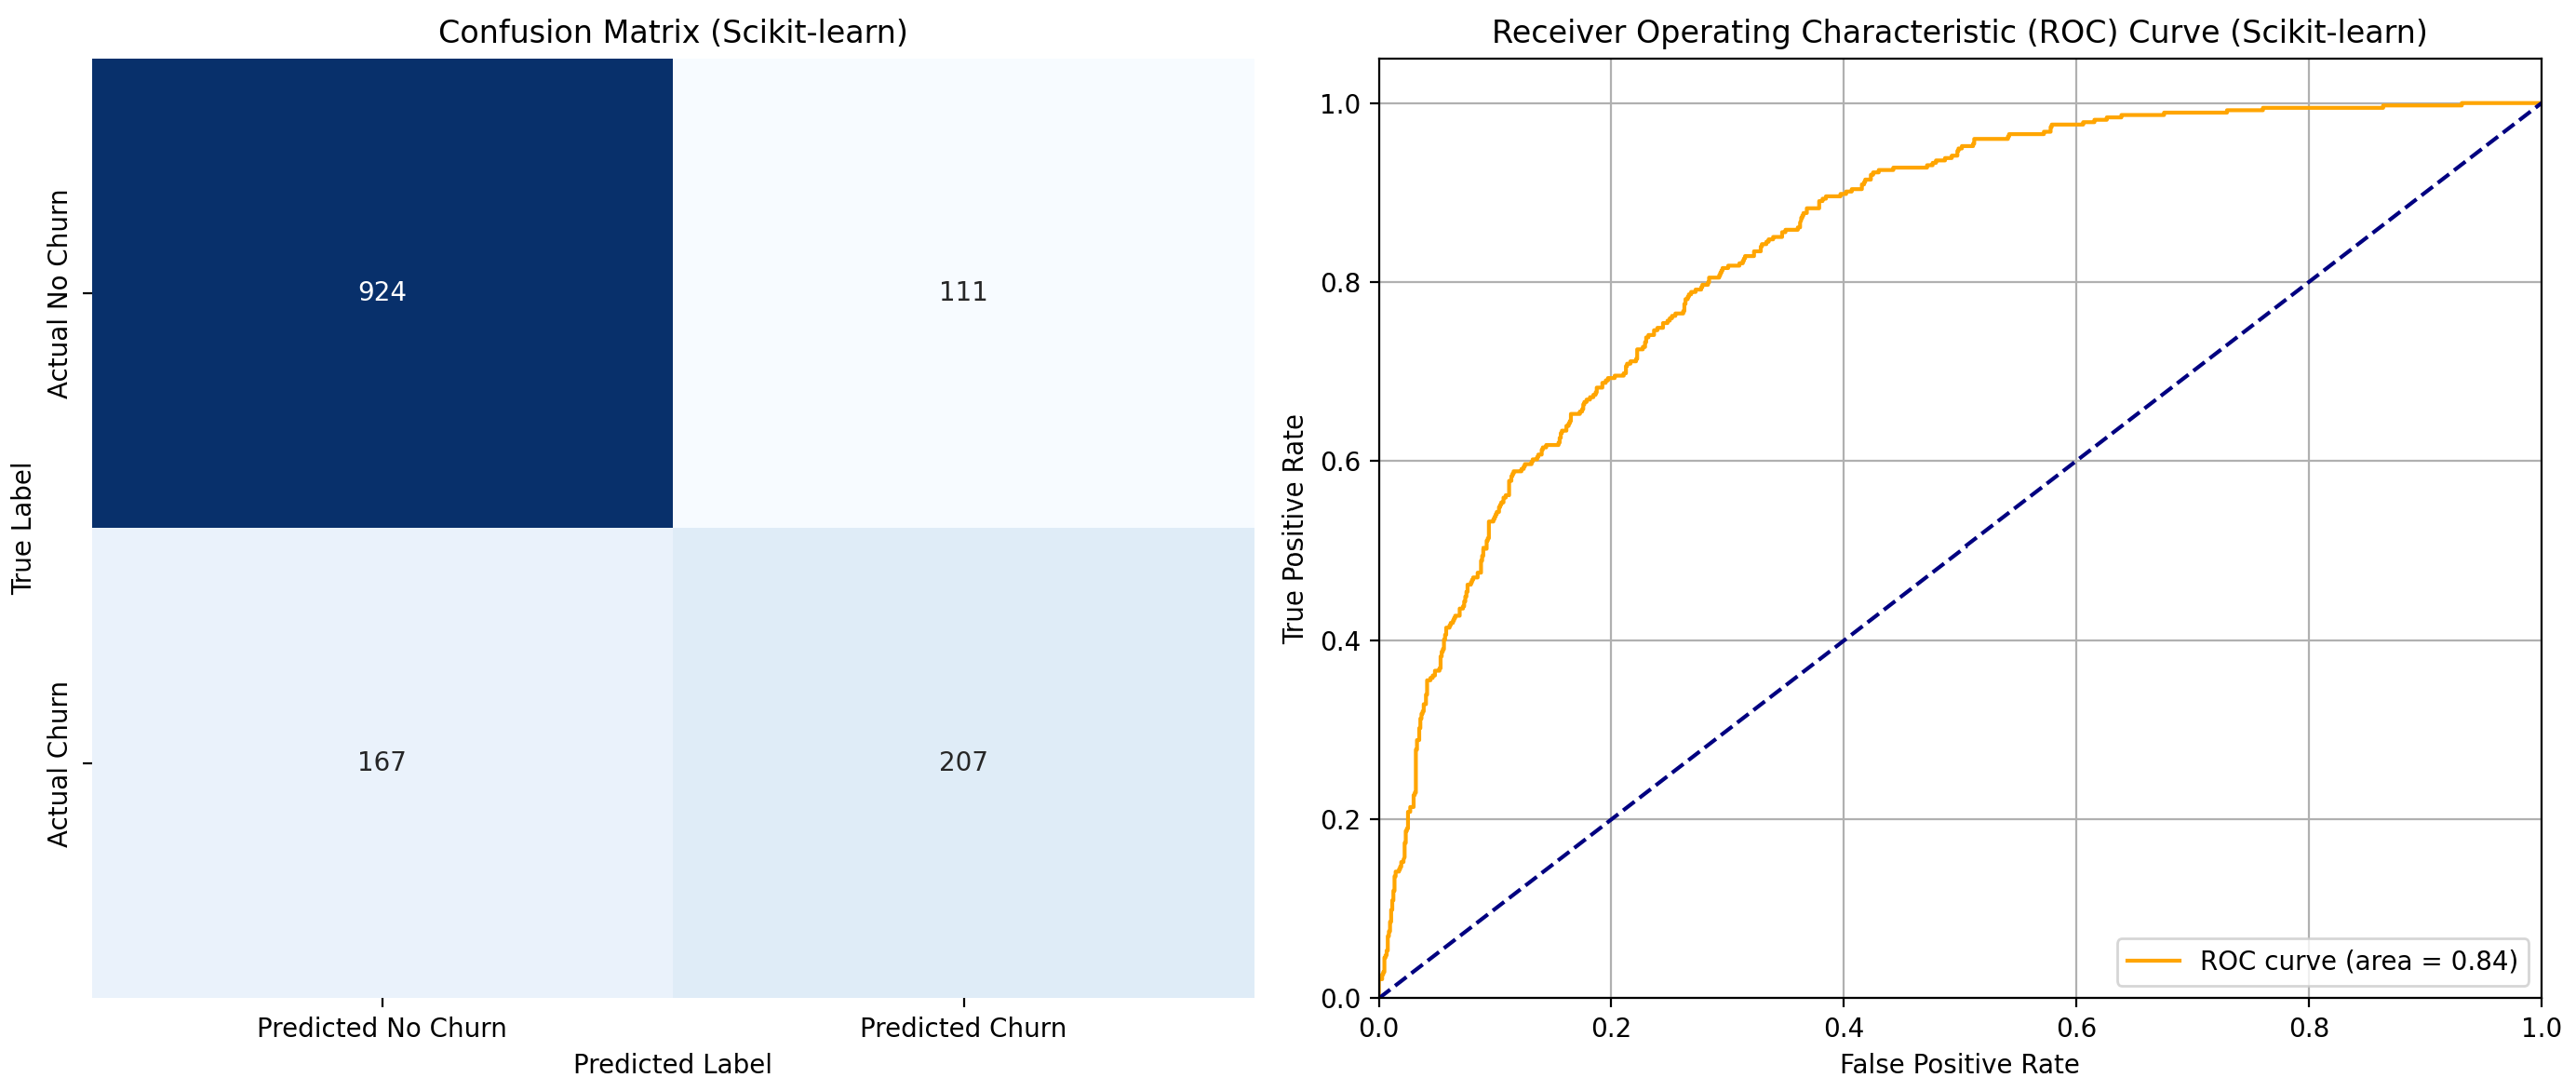 Confusion Matrix (Scikit-learn)
True Label
Actual No Churn
Actual Churn
924
111
167
207
Predicted No Churn
Predicted Churn
Predicted Label
Receiver Operating Characteristic (ROC) Curve (Scikit-learn)
True Positive Rate
1.0
0.8
0.6
0.4
0.2
0.0
ROC curve (area = 0.84)
0.0
0.2
0.4
0.6
0.8
1.0
False Positive Rate